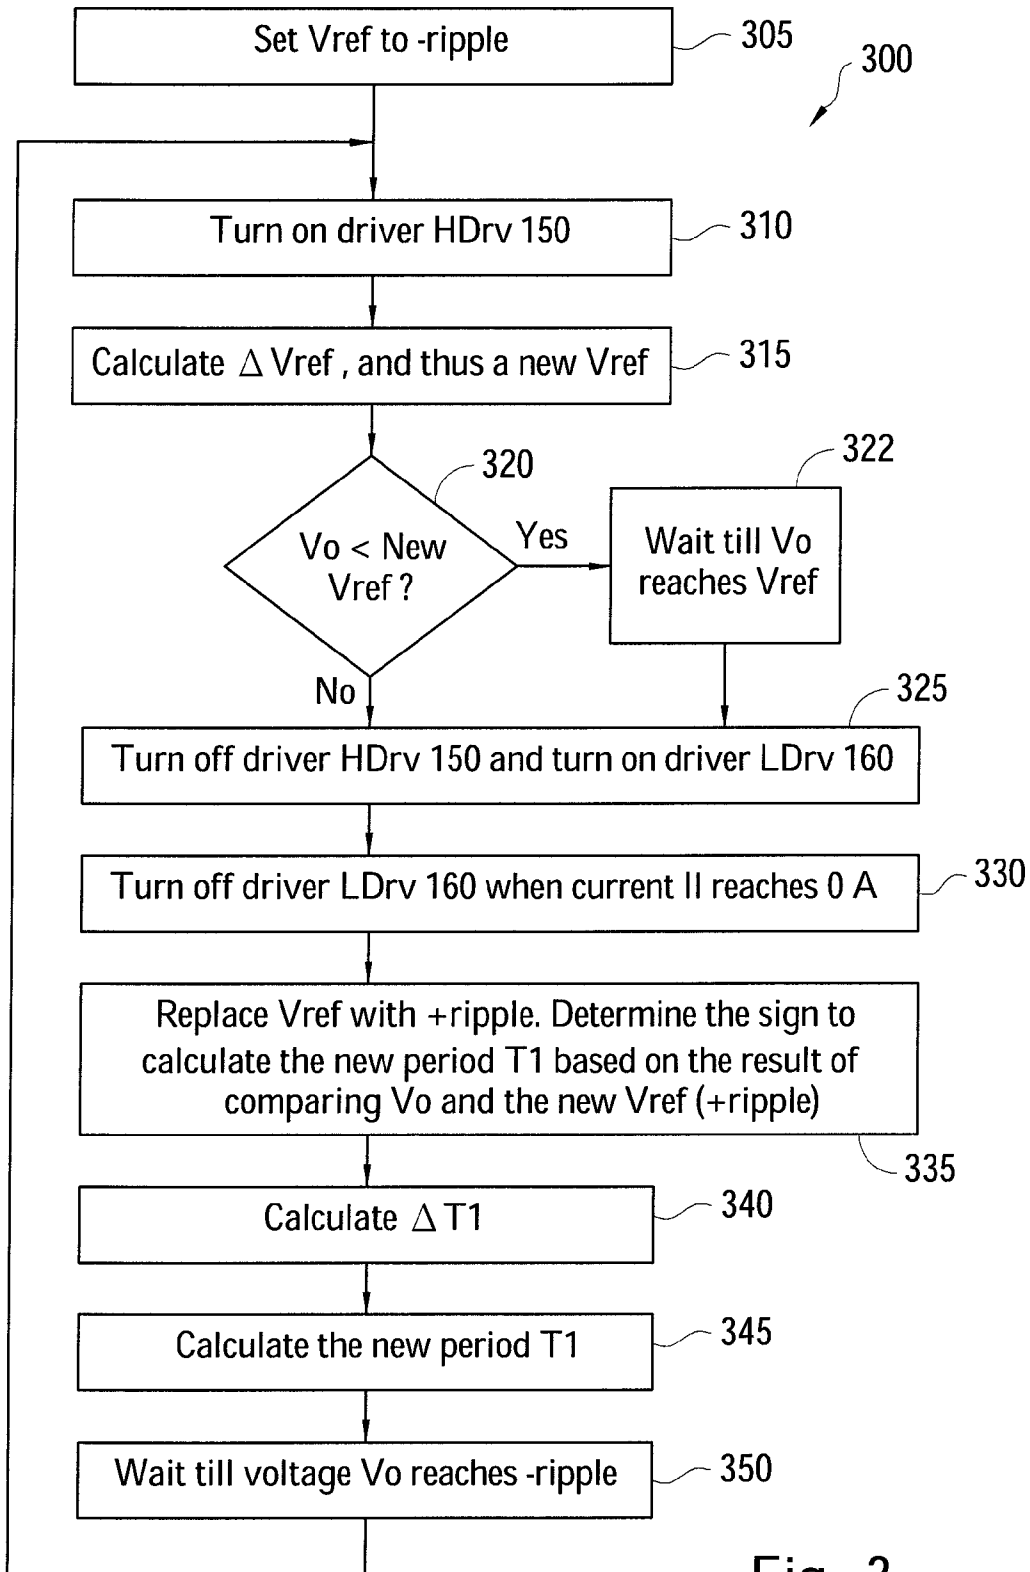 Set Vref to -ripple
305
300
Turn on driver HDrv 150
310
Calculate Δ Vref, and thus a new Vref
315
320
322
Vo < New
Vref?
Yes
Wait till Vo
reaches Vref
No
325
Turn off driver HDrv 150 and turn on driver LDrv 160
Turn off driver LDrv 160 when current Il reaches 0 A
330
Replace Vref with +ripple. Determine the sign to
calculate the new period T1 based on the result of
comparing Vo and the new Vref (+ripple)
335
Calculate Δ T1
340
Calculate the new period T1
345
Wait till voltage Vo reaches -ripple
350